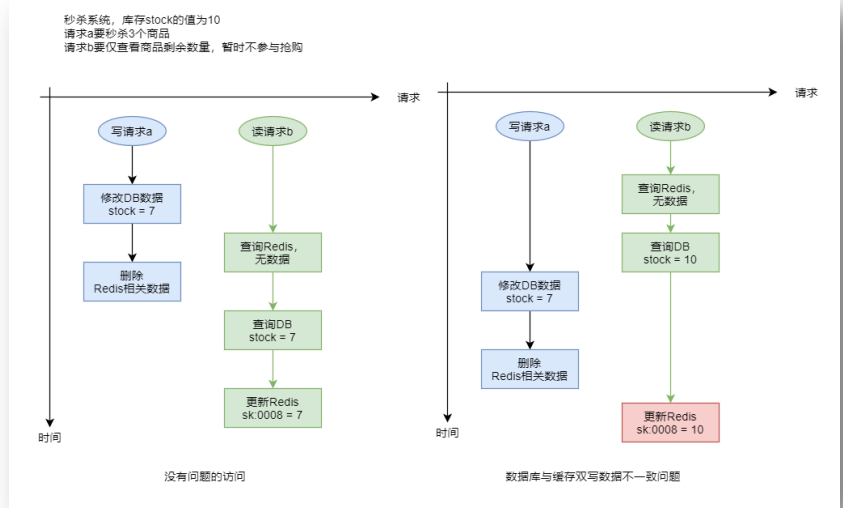 秒杀系统，库存stock的值为10
请求a要秒杀3个商品
请求b要仅查看商品剩余数量，暂时不参与抢购
请求
写请求a
读请求b
修改DB数据
stock = 7
查询Redis，
无数据
删除
Redis相关数据
查询DB
stock = 7
更新Redis
sk:0008 = 7
时间
没有问题的访问
请求
写请求a
读请求b
查询Redis，
无数据
查询DB
stock = 10
修改DB数据
stock = 7
删除
Redis相关数据
更新Redis
sk:0008 = 10
时间
数据库与缓存双写数据不一致问题